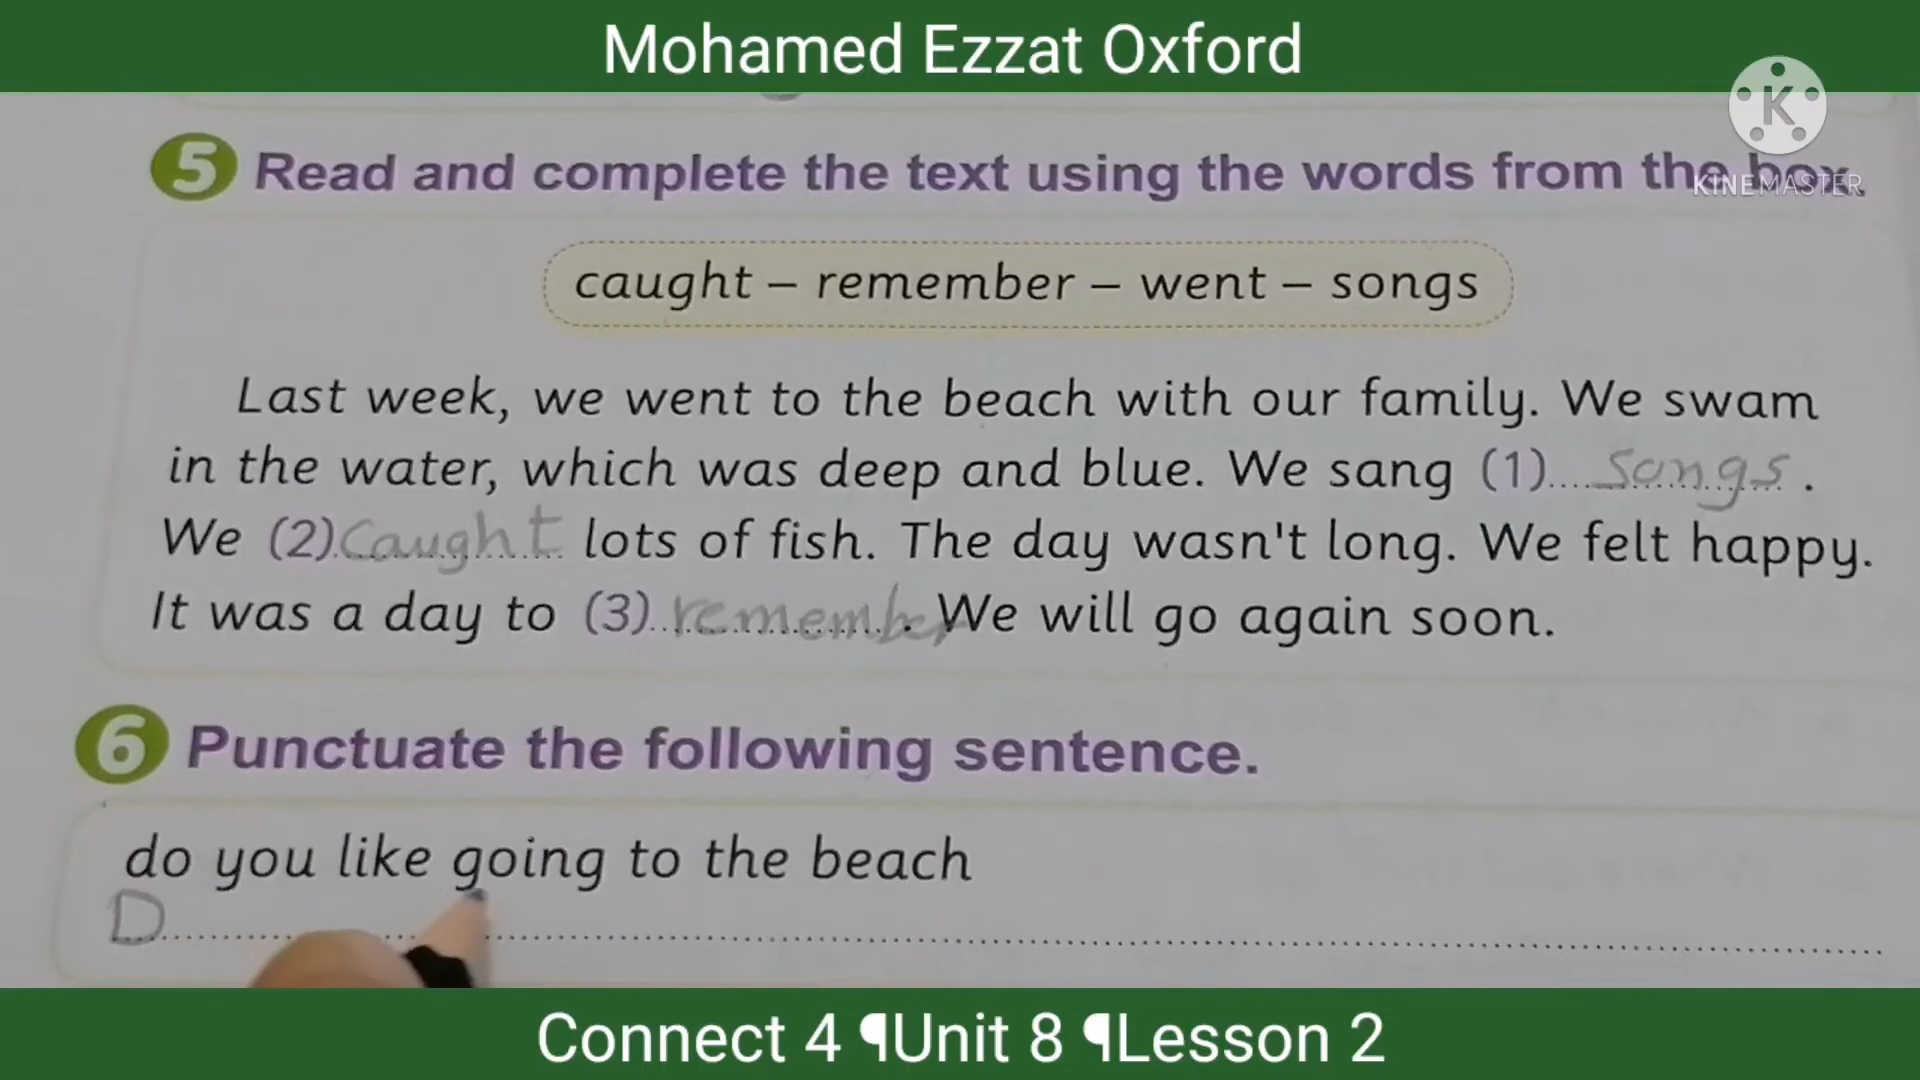 Mohamed Ezzat Oxford
K
KINEMASTER
5 Read and complete the text using the words from the box.
caught – remember – went – songs
Last week, we went to the beach with our family. We swam
in the water, which was deep and blue. We sang (1) songs .
We (2) caught lots of fish. The day wasn't long. We felt happy.
It was a day to (3) remember . We will go again soon.
6 Punctuate the following sentence.
do you like going to the beach
D
Connect 4 ¶Unit 8 ¶Lesson 2